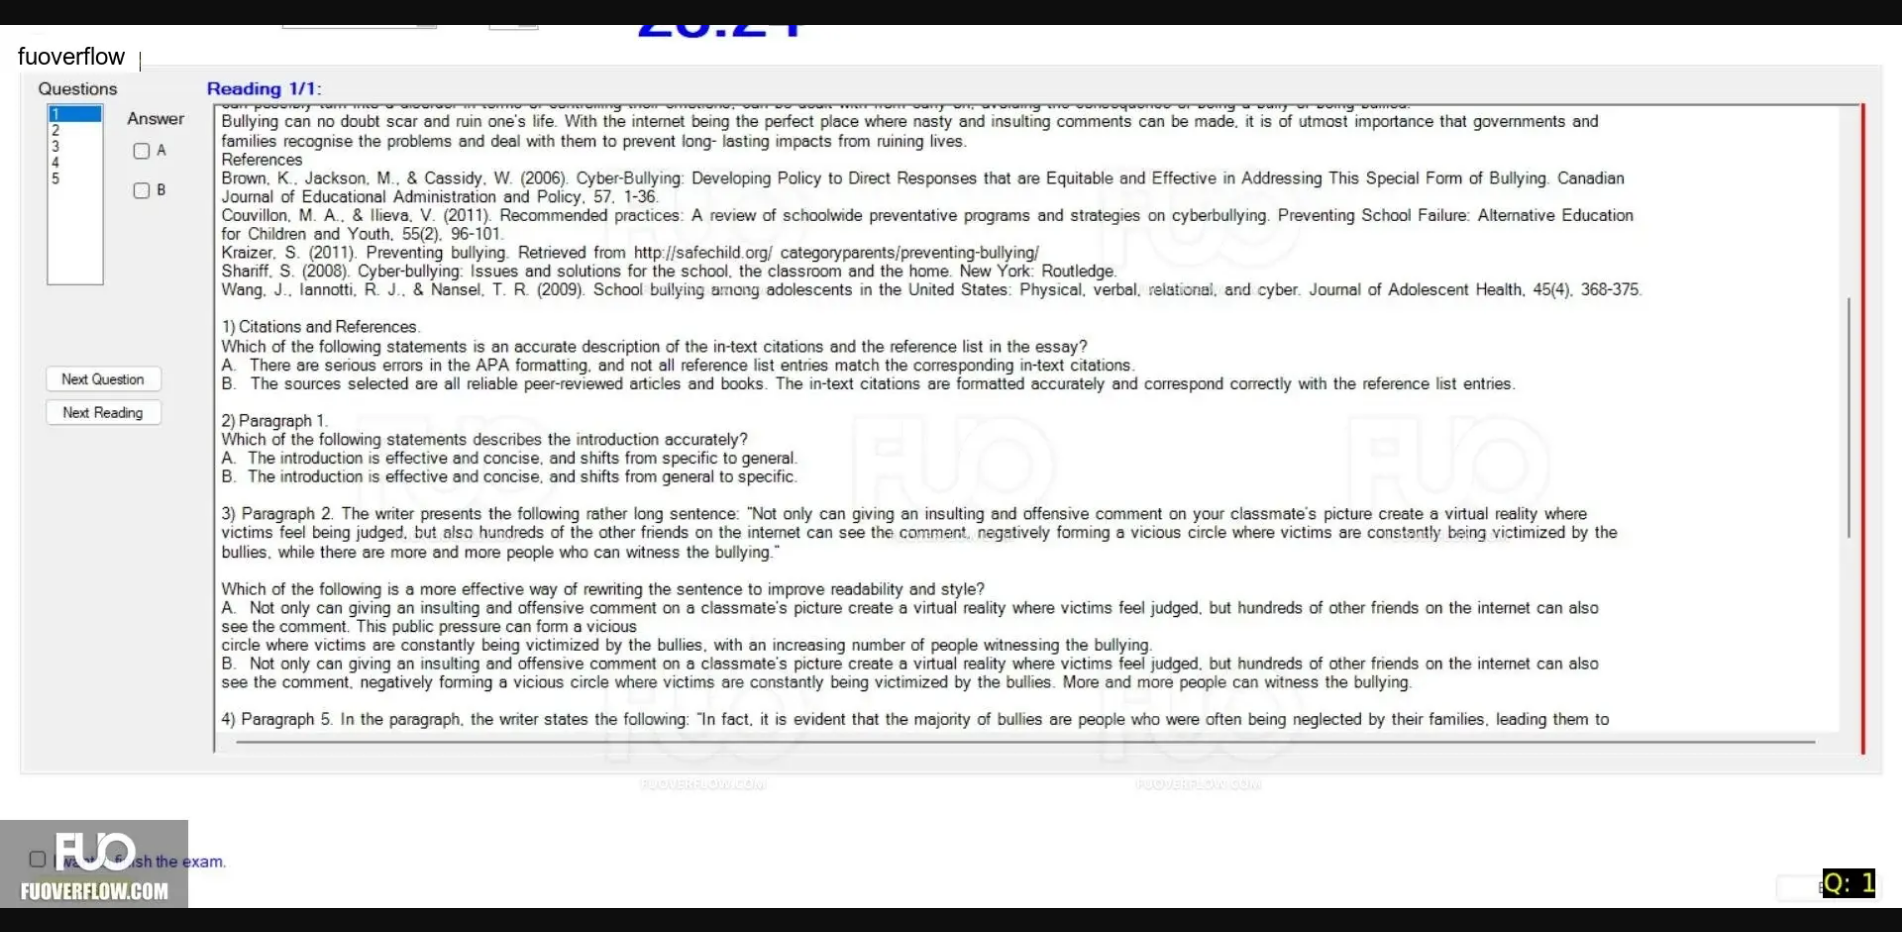 fuoverflow
Questions
Reading 1/1:
1
2
3
4
5
Answer
A
B
Next Question
Next Reading
Bullying can no doubt scar and ruin one's life. With the internet being the perfect place where nasty and insulting comments can be made, it is of utmost importance that governments and
families recognise the problems and deal with them to prevent long- lasting impacts from ruining lives.
References
Brown, K., Jackson, M., & Cassidy, W. (2006). Cyber-Bullying: Developing Policy to Direct Responses that are Equitable and Effective in Addressing This Special Form of Bullying. Canadian
Journal of Educational Administration and Policy, 57, 1-36.
Couvillon, M. A., & Ilieva, V. (2011). Recommended practices: A review of schoolwide preventative programs and strategies on cyberbullying. Preventing School Failure: Alternative Education
for Children and Youth, 55(2), 96-101.
Kraizer, S. (2011). Preventing bullying. Retrieved from http://safechild.org/ categoryparents/preventing-bullying/
Shariff, S. (2008). Cyber-bullying: Issues and solutions for the school, the classroom and the home. New York: Routledge.
Wang, J., Iannotti, R. J., & Nansel, T. R. (2009). School bullying among adolescents in the United States: Physical, verbal, relational, and cyber. Journal of Adolescent Health, 45(4), 368-375.
1) Citations and References.
Which of the following statements is an accurate description of the in-text citations and the reference list in the essay?
A. There are serious errors in the APA formatting, and not all reference list entries match the corresponding in-text citations.
B. The sources selected are all reliable peer-reviewed articles and books. The in-text citations are formatted accurately and correspond correctly with the reference list entries.
2) Paragraph 1.
Which of the following statements describes the introduction accurately?
A. The introduction is effective and concise, and shifts from specific to general.
B. The introduction is effective and concise, and shifts from general to specific.
3) Paragraph 2. The writer presents the following rather long sentence: "Not only can giving an insulting and offensive comment on your classmate's picture create a virtual reality where
victims feel being judged, but also hundreds of the other friends on the internet can see the comment, negatively forming a vicious circle where victims are constantly being victimized by the
bullies, while there are more and more people who can witness the bullying."
Which of the following is a more effective way of rewriting the sentence to improve readability and style?
A. Not only can giving an insulting and offensive comment on a classmate's picture create a virtual reality where victims feel judged, but hundreds of other friends on the internet can also
see the comment. This public pressure can form a vicious
circle where victims are constantly being victimized by the bullies, with an increasing number of people witnessing the bullying.
B. Not only can giving an insulting and offensive comment on a classmate's picture create a virtual reality where victims feel judged, but hundreds of other friends on the internet can also
see the comment, negatively forming a vicious circle where victims are constantly being victimized by the bullies. More and more people can witness the bullying.
4) Paragraph 5. In the paragraph, the writer states the following: "In fact, it is evident that the majority of bullies are people who were often being neglected by their families, leading them to
FUOVERFLOW.COM
FUOVERFLOW.COM
FUO
the exam.
FUOVERFLOW.COM
Q: 1